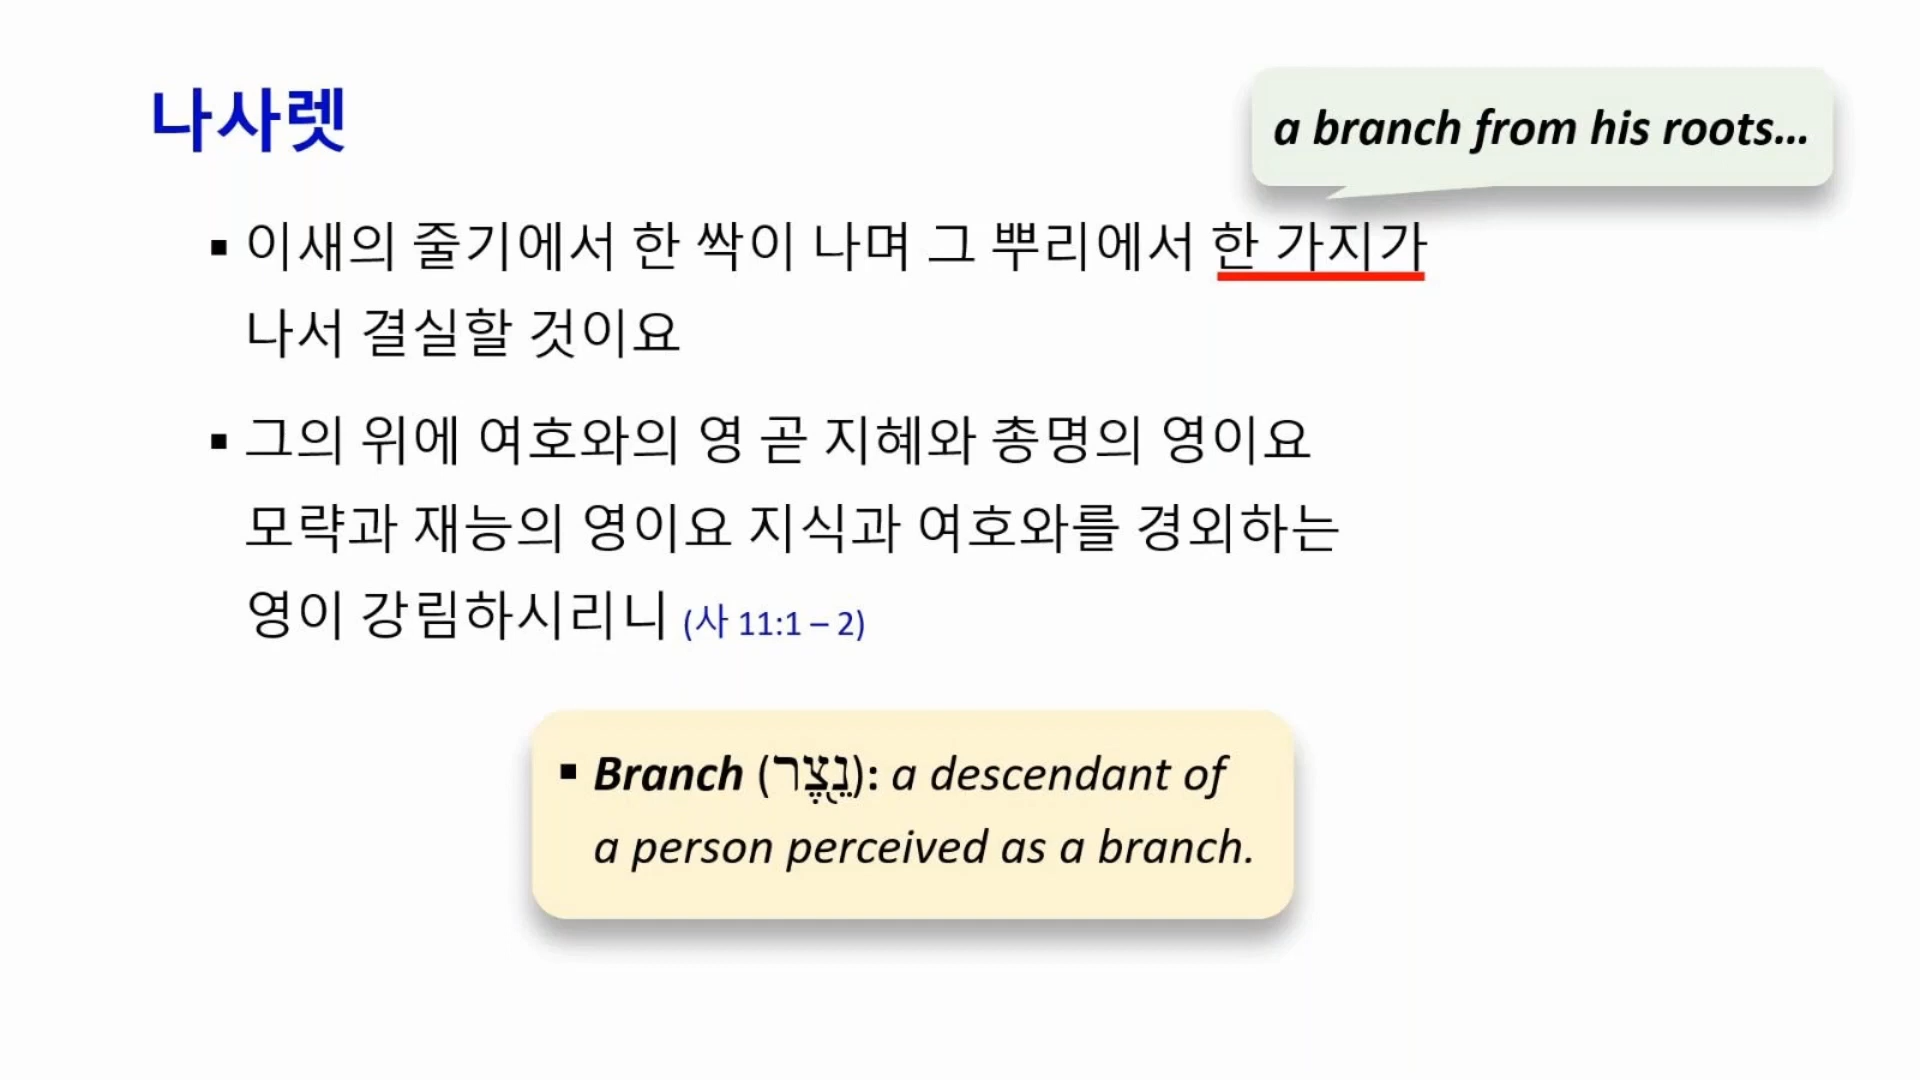 나사렛
a branch from his roots...
▪ 이새의 줄기에서 한 싹이 나며 그 뿌리에서 한 가지가
나서 결실할 것이요
▪ 그의 위에 여호와의 영 곧 지혜와 총명의 영이요
모략과 재능의 영이요 지식과 여호와를 경외하는
영이 강림하시리니 (사 11:1 – 2)
▪ Branch (נֵ֖צֶר): a descendant of
a person perceived as a branch.